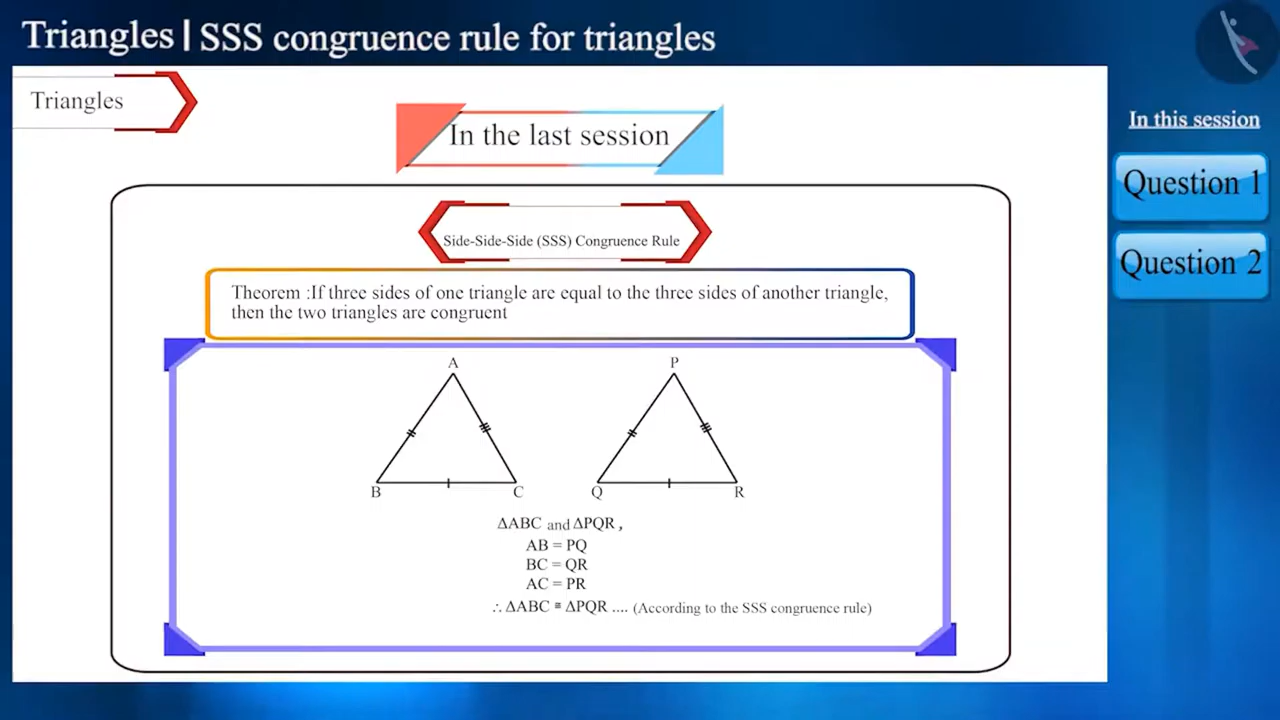 Triangles | SSS congruence rule for triangles
Triangles
In the last session
In this session
Question 1
Question 2
Side-Side-Side (SSS) Congruence Rule
Theorem :If three sides of one triangle are equal to the three sides of another triangle,
then the two triangles are congruent
A
P
B
C
Q
R
ΔABC and ΔPQR ,
AB = PQ
BC = QR
AC = PR
∴ ΔABC ≅ ΔPQR .... (According to the SSS congruence rule)